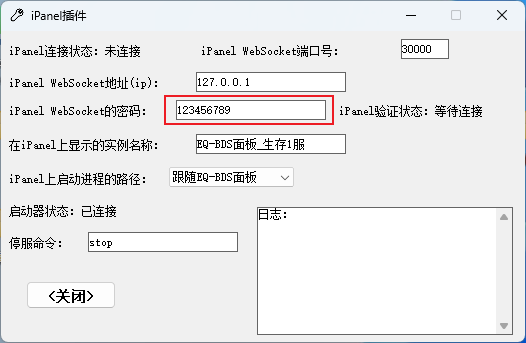 iPanel插件
iPanel连接状态：未连接 iPanel WebSocket端口号： 30000
iPanel WebSocket地址(ip)： 127.0.0.1
iPanel WebSocket的密码： 123456789 iPanel验证状态：等待连接
在iPanel上显示的实例名称： EQ-BDS面板_生存1服
iPanel上启动进程的路径： 跟随EQ-BDS面板
启动器状态：已连接
日志：
停服命令： stop
<关闭>